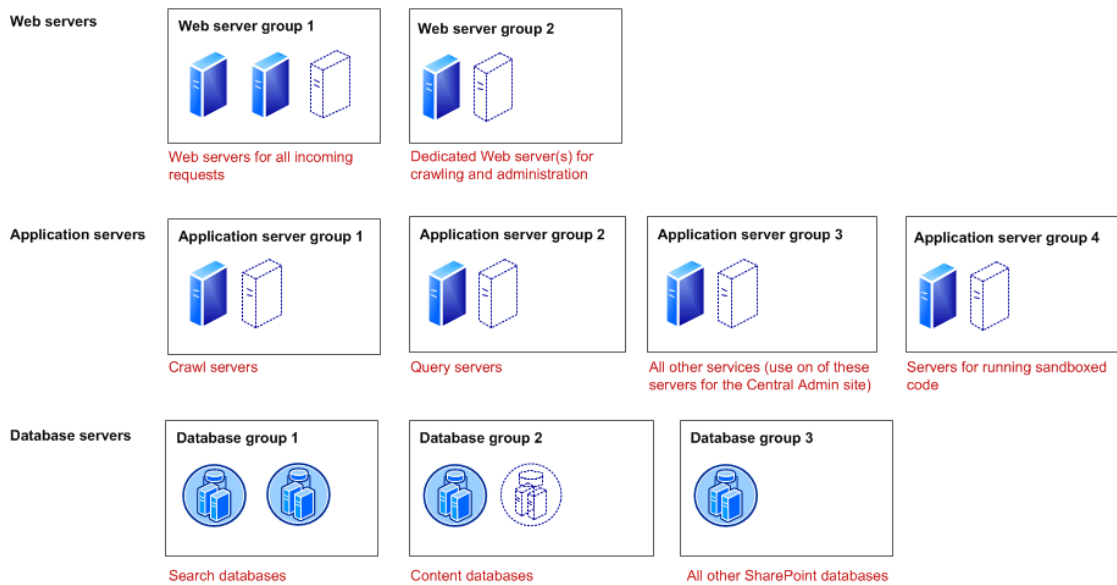 Web servers
Web server group 1
Web server group 2
Web servers for all incoming
requests
Dedicated Web server(s) for
crawling and administration
Application servers
Application server group 1
Application server group 2
Application server group 3
Application server group 4
Crawl servers
Query servers
All other services (use on of these
servers for the Central Admin site)
Servers for running sandboxed
code
Database servers
Database group 1
Database group 2
Database group 3
Search databases
Content databases
All other SharePoint databases